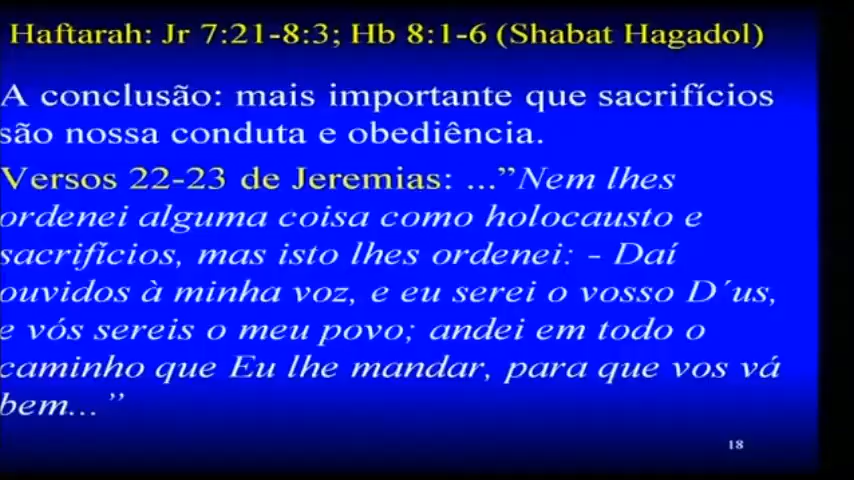 Haftarah: Jr 7:21-8:3; Hb 8:1-6 (Shabat Hagadol)
A conclusão: mais importante que sacrifícios
são nossa conduta e obediência.
Versos 22-23 de Jeremias: ...”Nem lhes
ordenei alguma coisa como holocausto e
sacrifícios, mas isto lhes ordenei: - Daí
ouvidos à minha voz, e eu serei o vosso D´us,
e vós sereis o meu povo; andei em todo o
caminho que Eu lhe mandar, para que vos vá
bem...”
18